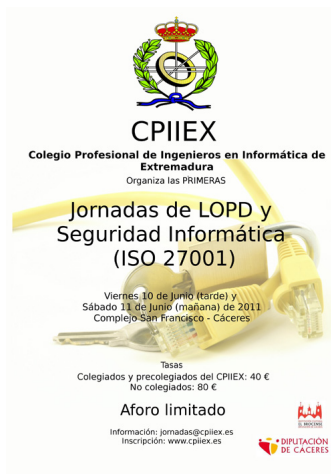 CPIIEX
Colegio Profesional de Ingenieros en Informática de
Extremadura
Organiza las PRIMERAS
Jornadas de LOPD y
Seguridad Informática
(ISO 27001)
Viernes 10 de Junio (tarde) y
Sábado 11 de Junio (mañana) de 2011
Complejo San Francisco - Cáceres
Tasas
Colegiados y precolegiados del CPIIEX: 40 €
No colegiados: 80 €
Aforo limitado
Información: jornadas@cpiiex.es
Inscripción: www.cpiiex.es
EL BROCENSE
DIPUTACIÓN
DE CÁCERES